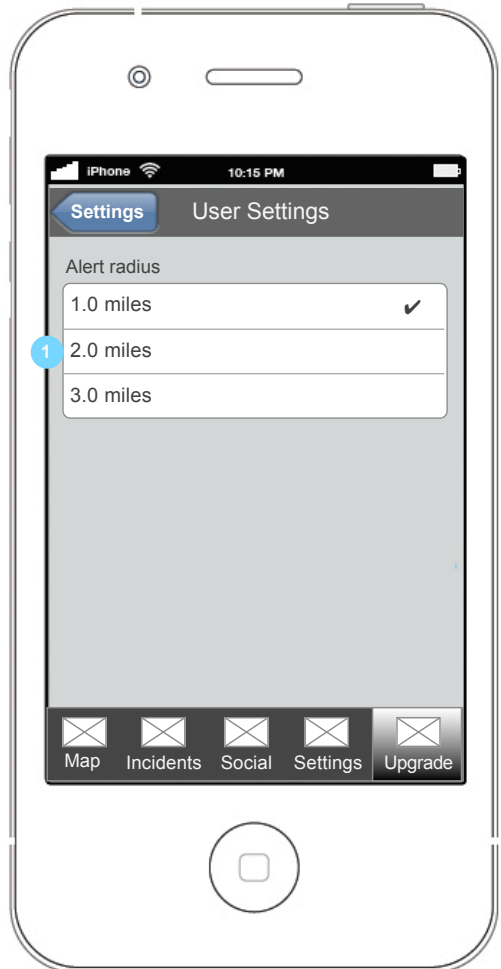 iPhone 10:15 PM
Settings User Settings
Alert radius
1.0 miles ✔
1 2.0 miles
3.0 miles
Map Incidents Social Settings Upgrade